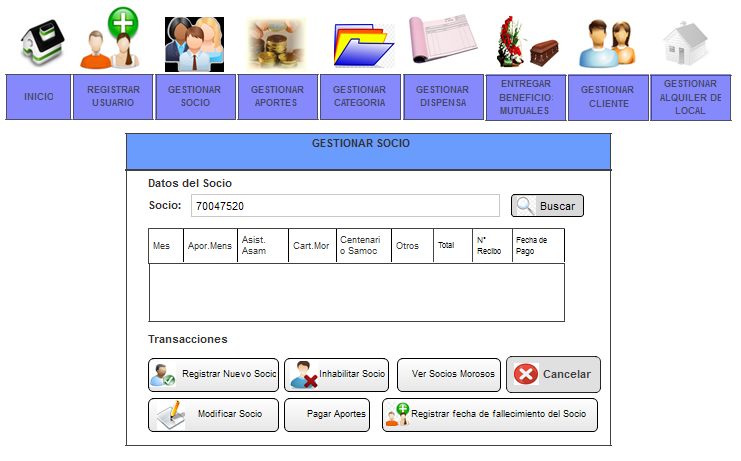 INICIO
REGISTRAR
USUARIO
GESTIONAR
SOCIO
GESTIONAR
APORTES
GESTIONAR
CATEGORIA
GESTIONAR
DISPENSA
ENTREGAR
BENEFICIO:
MUTUALES
GESTIONAR
CLIENTE
GESTIONAR
ALQUILER DE
LOCAL
GESTIONAR SOCIO
Datos del Socio
Socio: 70047520 Buscar
Mes
Apor.Mens
Asist.
Asam
Cart.Mor
Centenari
o Samoc
Otros
Total
N°
Recibo
Fecha de
Pago
Transacciones
Registrar Nuevo Socio
Inhabilitar Socio
Ver Socios Morosos
Cancelar
Modificar Socio
Pagar Aportes
Registrar fecha de fallecimiento del Socio